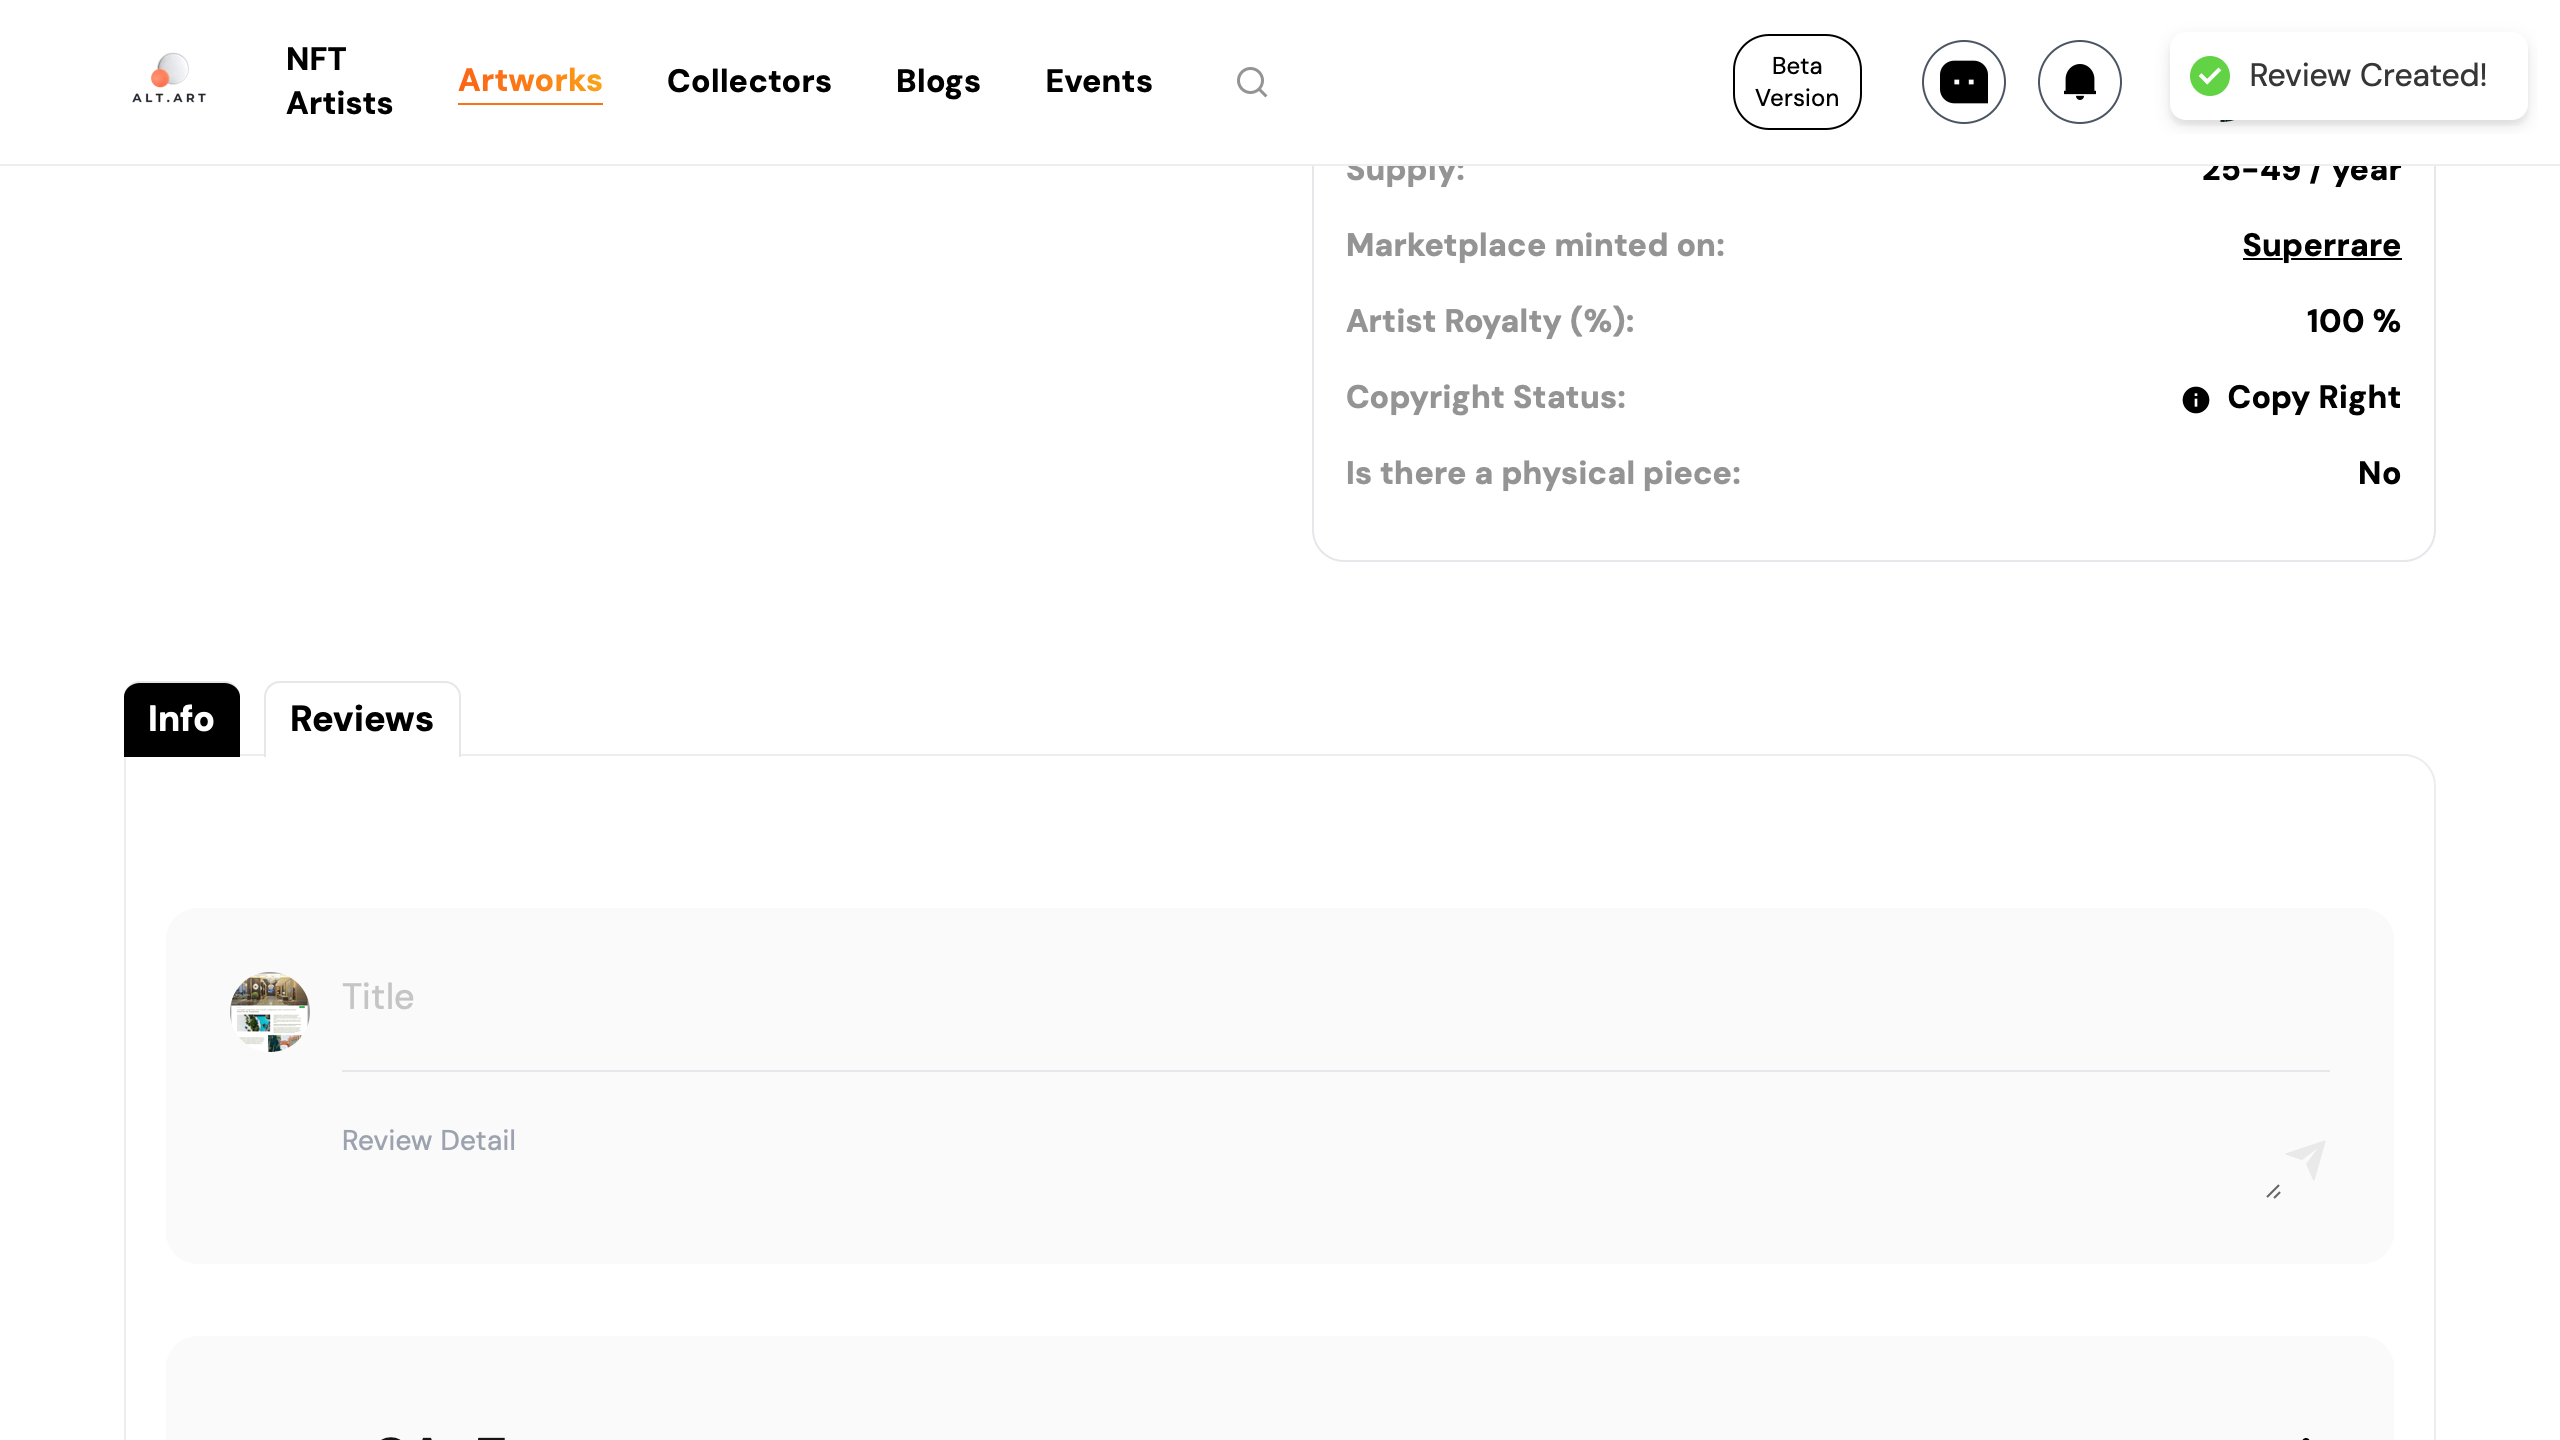 ALT.ART
NFT
Artists
Artworks
Collectors
Blogs
Events
Beta
Version
Review Created!
Supply:
25-49 / year
Marketplace minted on:
Superrare
Artist Royalty (%):
100 %
Copyright Status:
Copy Right
Is there a physical piece:
No
Info
Reviews
Title
Review Detail